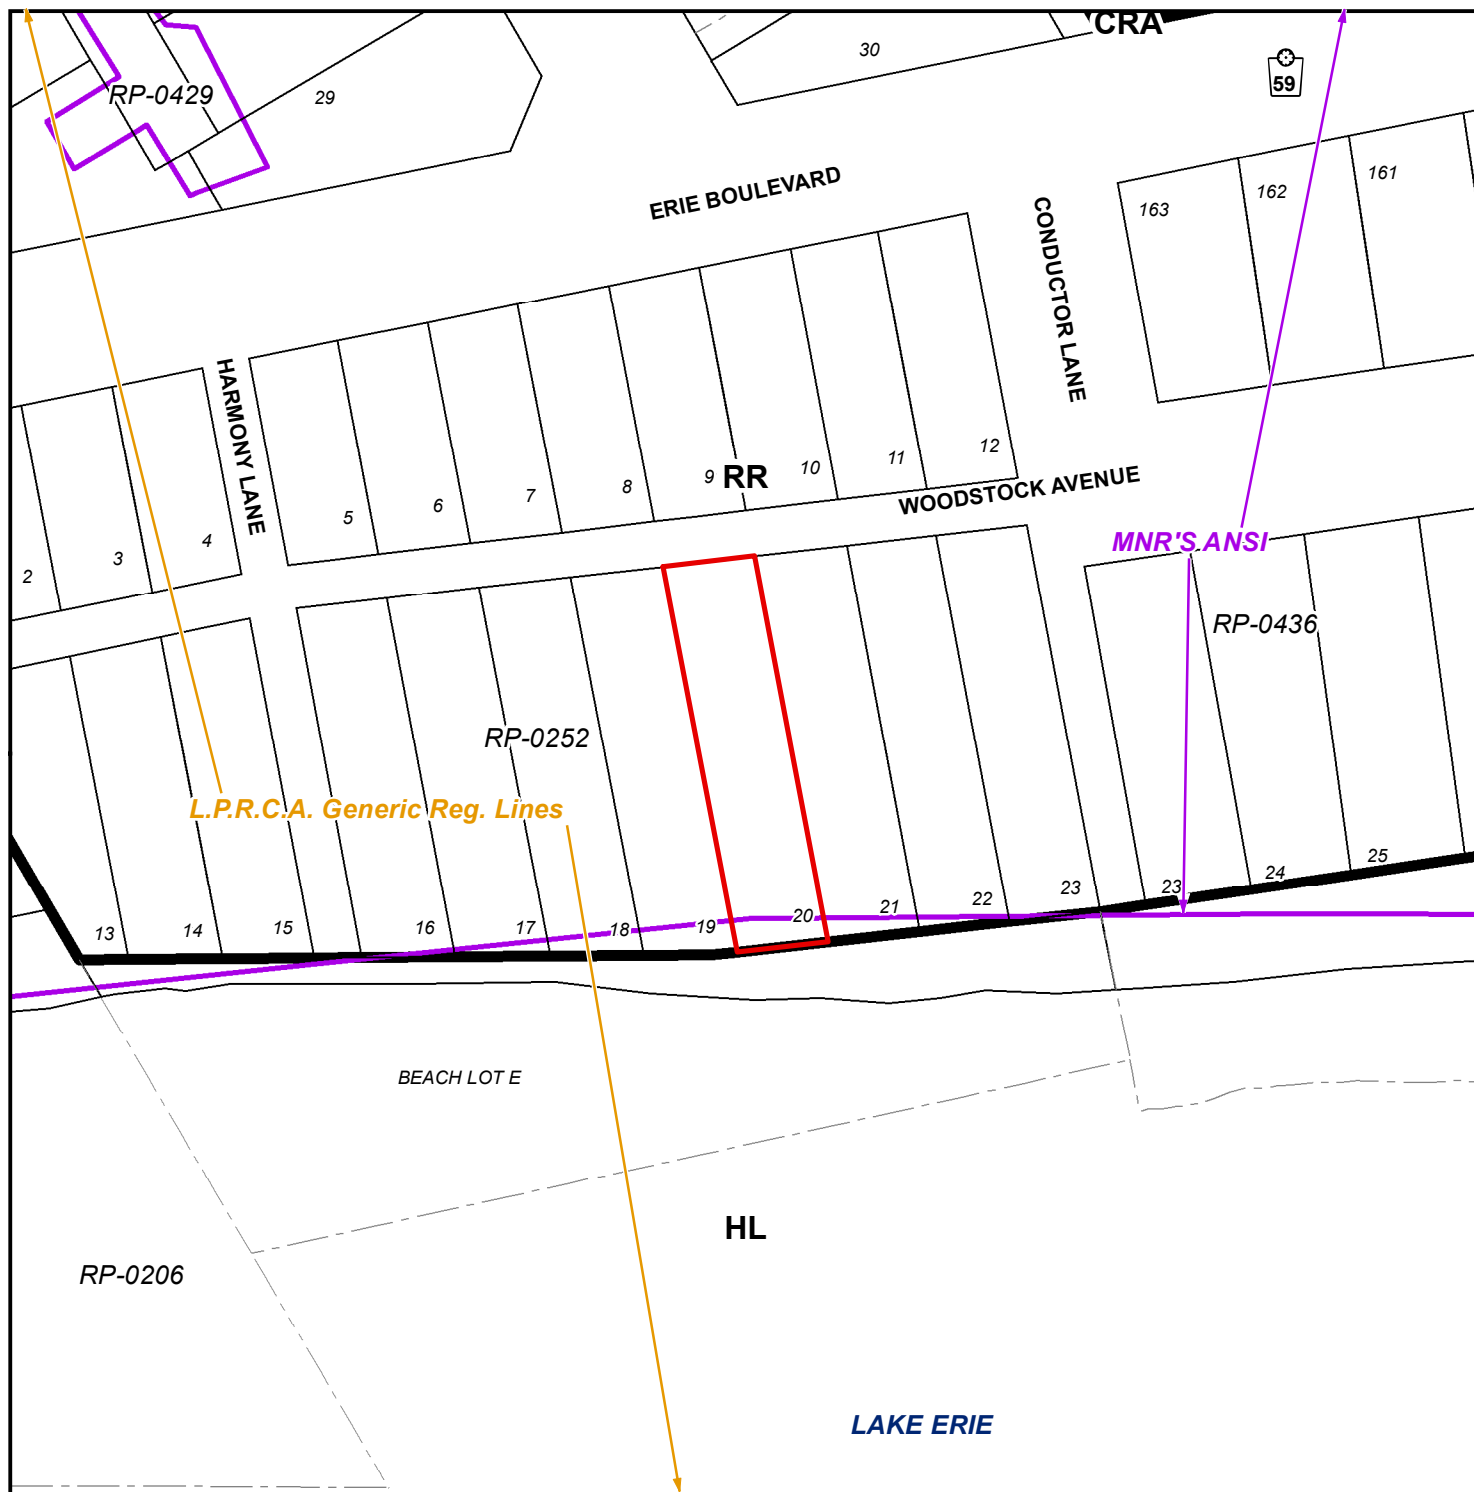 CRA
30
59
RP-0429
29
ERIE BOULEVARD
CONDUCTOR LANE
163
162
161
HARMONY LANE
2
3
4
5
6
7
8
9
RR
10
11
12
WOODSTOCK AVENUE
MNR'S ANSI
RP-0436
RP-0252
L.P.R.C.A. Generic Reg. Lines
13
14
15
16
17
18
19
20
21
22
23
23
24
25
BEACH LOT E
HL
RP-0206
LAKE ERIE